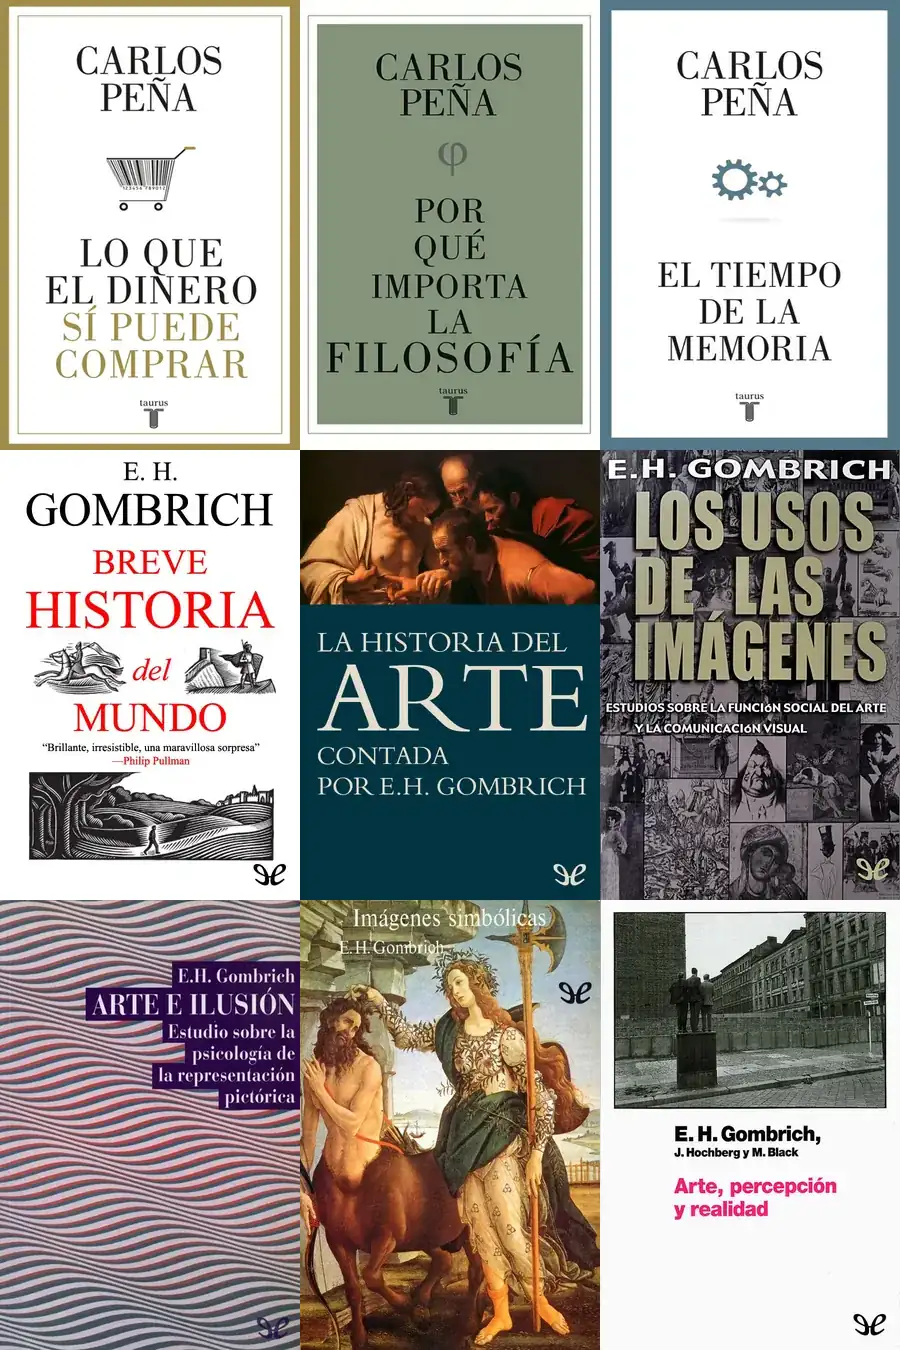 CARLOS
PEÑA
123454 789012
LO QUE
EL DINERO
SÍ PUEDE
COMPRAR
taurus
CARLOS
PEÑA
φ
POR
QUÉ
IMPORTA
LA
FILOSOFÍA
taurus
CARLOS
PEÑA
EL TIEMPO
DE LA
MEMORIA
taurus
E. H.
GOMBRICH
BREVE
HISTORIA
del
MUNDO
“Brillante, irresistible, una maravillosa sorpresa”
—Philip Pullman
LA HISTORIA DEL
ARTE
CONTADA
POR E.H. GOMBRICH
E.H. GOMBRICH
LOS USOS
DE LAS
IMÁGENES
ESTUDIOS SOBRE LA FUNCIóN SOCIAL DEL ARTE
Y LA COMUNICACIóN VISUAL
E.H. Gombrich
ARTE E ILUSIÓN
Estudio sobre la
psicología de
la representación
pictórica
Imágenes simbólicas
E. H. Gombrich
E. H. Gombrich,
J. Hochberg y M. Black
Arte, percepción
y realidad